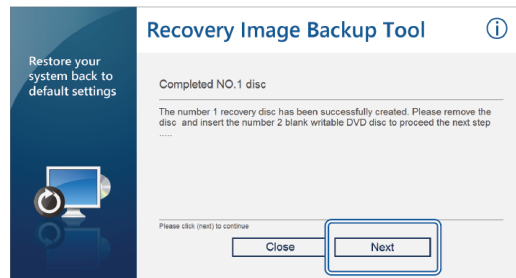 Recovery Image Backup Tool
Restore your
system back to
default settings
Completed NO.1 disc
The number 1 recovery disc has been successfully created. Please remove the
disc and insert the number 2 blank writable DVD disc to proceed the next step
.....
Please click (next) to continue
Close
Next